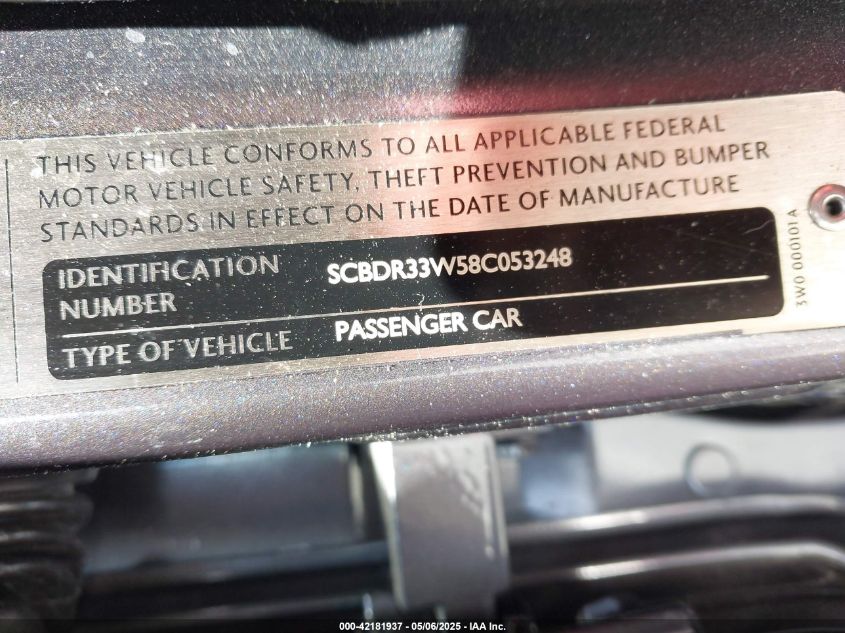 THIS VEHICLE CONFORMS TO ALL APPLICABLE FEDERAL
MOTOR VEHICLE SAFETY, THEFT PREVENTION AND BUMPER
STANDARDS IN EFFECT ON THE DATE OF MANUFACTURE
IDENTIFICATION
NUMBER
SCBDR33W58C053248
TYPE OF VEHICLE
PASSENGER CAR
3W0 000101 A
000-42181937 - 05/06/2025 - IAA Inc.